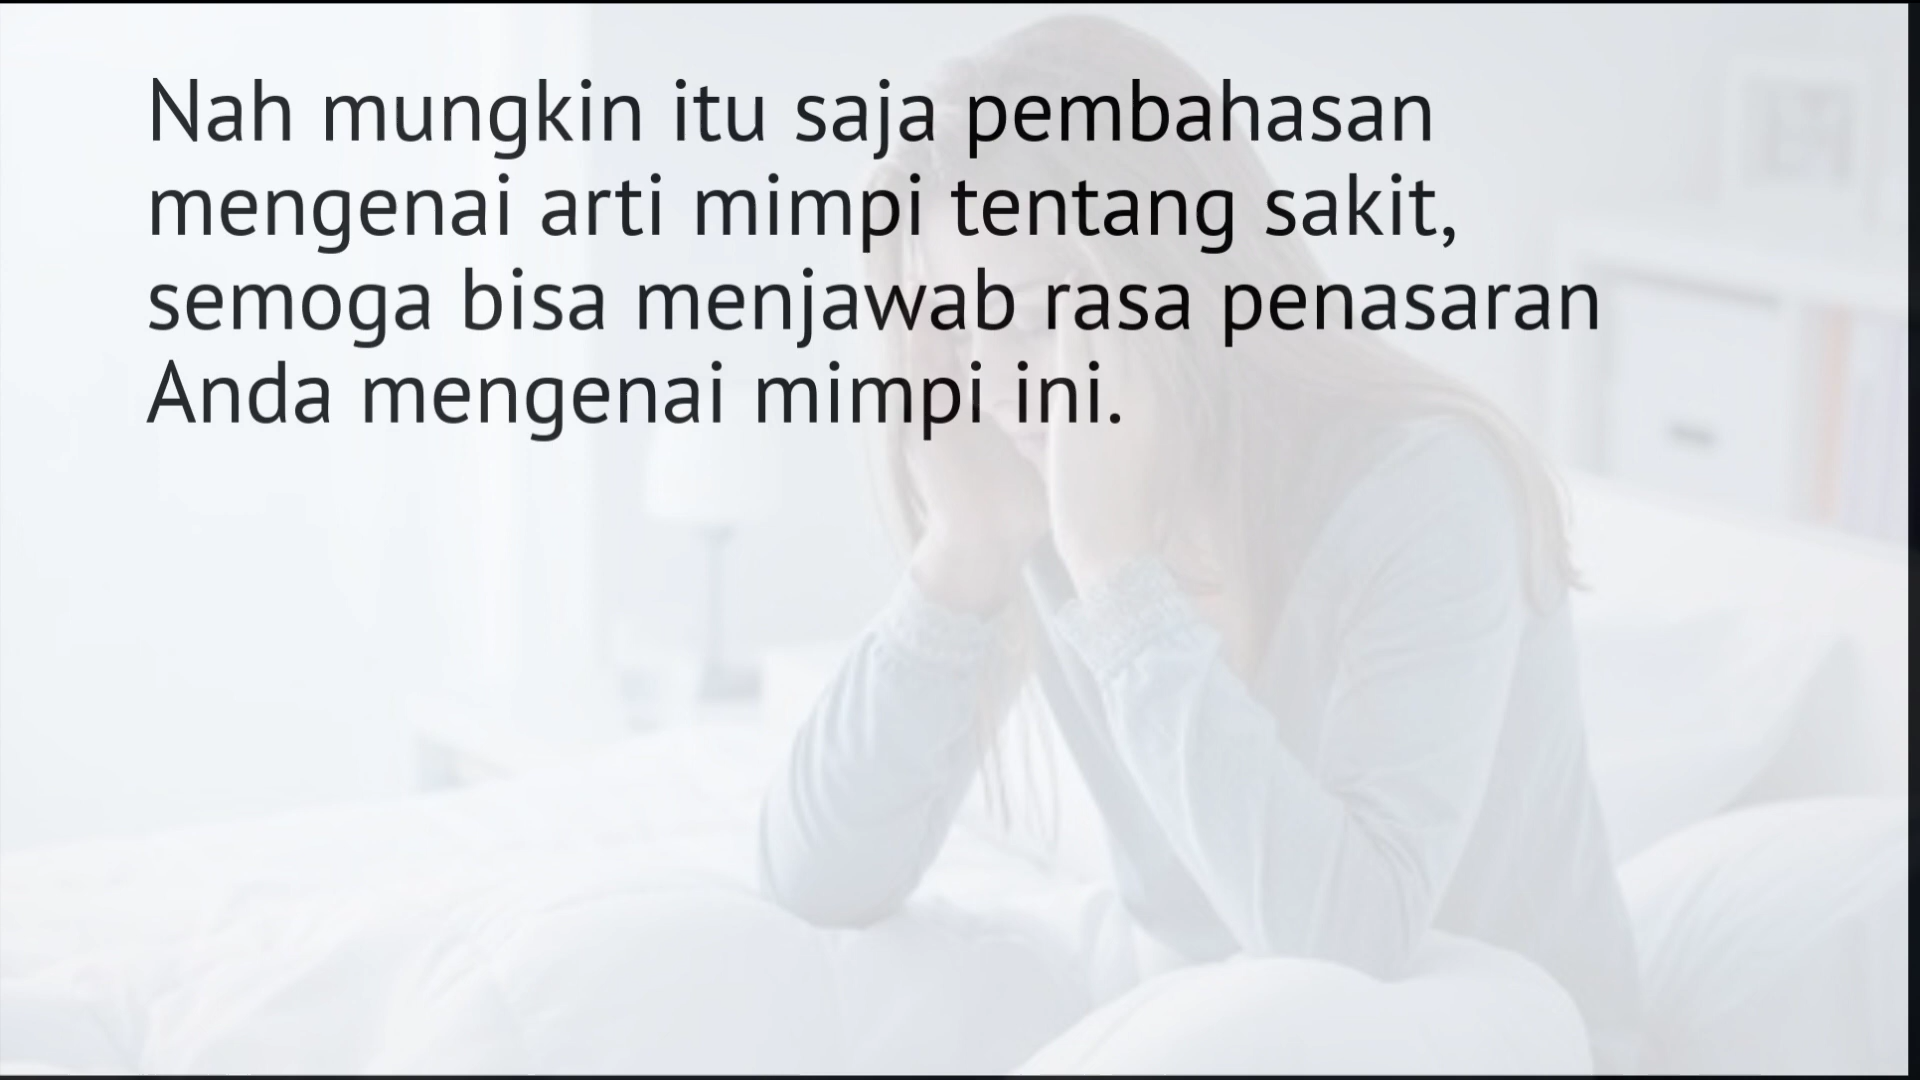 Nah mungkin itu saja pembahasan
mengenai arti mimpi tentang sakit,
semoga bisa menjawab rasa penasaran
Anda mengenai mimpi ini.